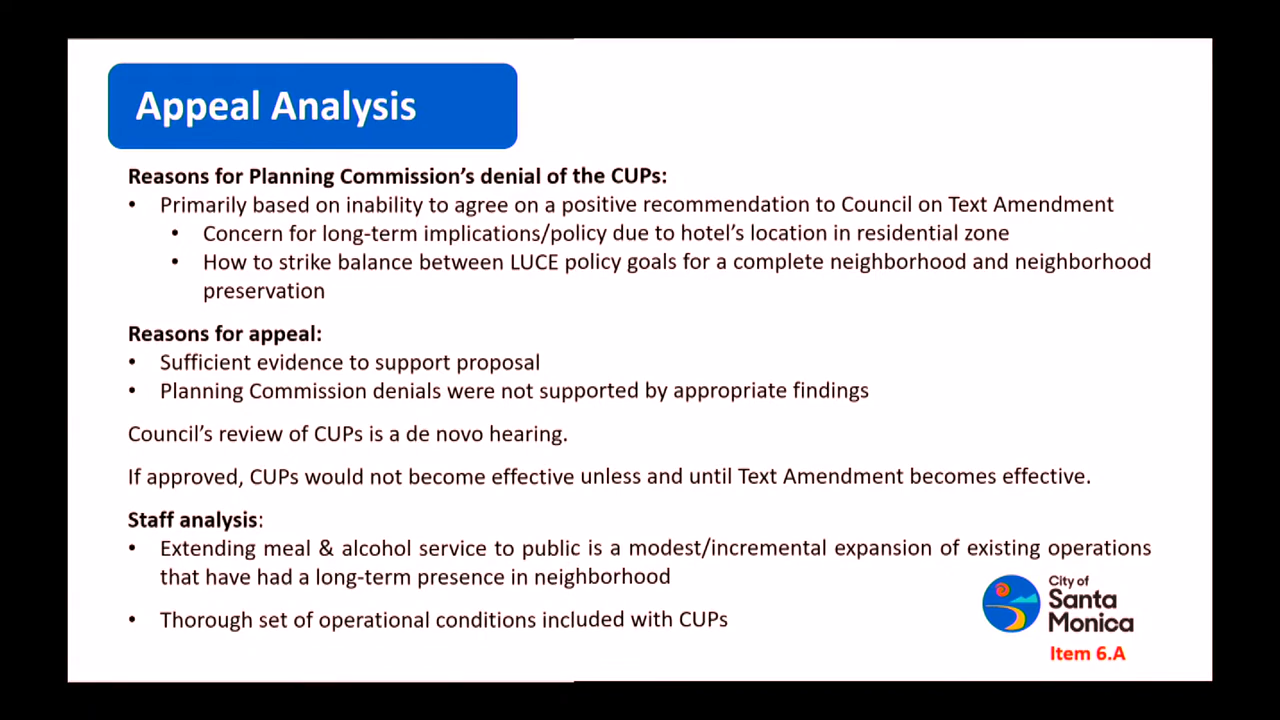 Appeal Analysis
Reasons for Planning Commission’s denial of the CUPs:
• Primarily based on inability to agree on a positive recommendation to Council on Text Amendment
• Concern for long-term implications/policy due to hotel’s location in residential zone
• How to strike balance between LUCE policy goals for a complete neighborhood and neighborhood
preservation
Reasons for appeal:
• Sufficient evidence to support proposal
• Planning Commission denials were not supported by appropriate findings
Council’s review of CUPs is a de novo hearing.
If approved, CUPs would not become effective unless and until Text Amendment becomes effective.
Staff analysis:
• Extending meal & alcohol service to public is a modest/incremental expansion of existing operations
that have had a long-term presence in neighborhood
• Thorough set of operational conditions included with CUPs
City of
Santa
Monica
Item 6.A